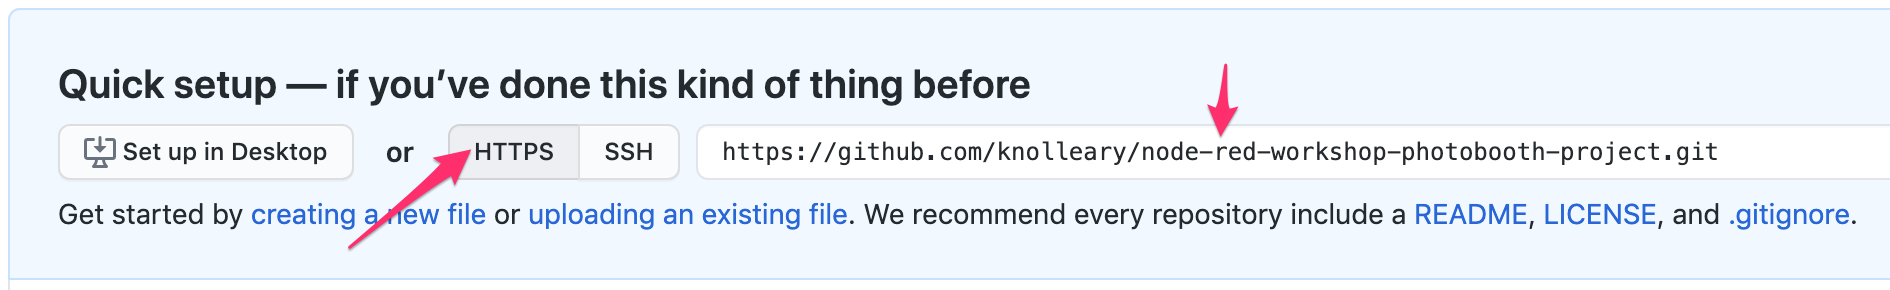 Quick setup — if you’ve done this kind of thing before
Set up in Desktop or HTTPS SSH https://github.com/knolleary/node-red-workshop-photobooth-project.git
Get started by creating a new file or uploading an existing file. We recommend every repository include a README, LICENSE, and .gitignore.